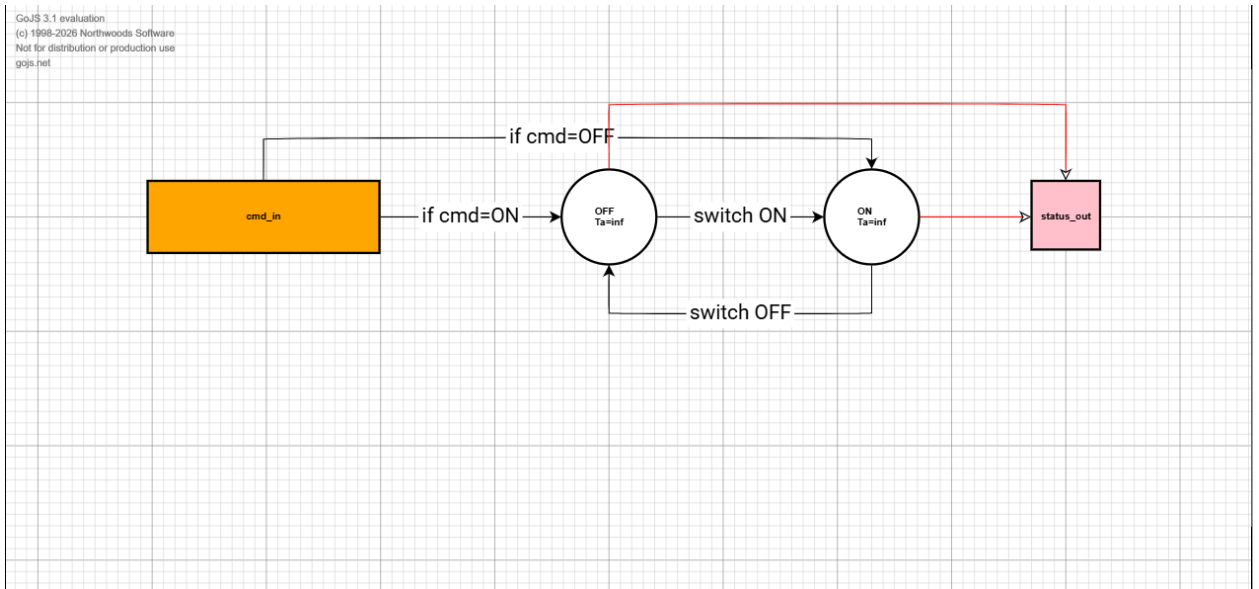 GoJS 3.1 evaluation
(c) 1998-2026 Northwoods Software
Not for distribution or production use
gojs.net
if cmd=OFF
cmd_in
if cmd=ON
OFF
Ta=inf
switch ON
ON
Ta=inf
status_out
switch OFF